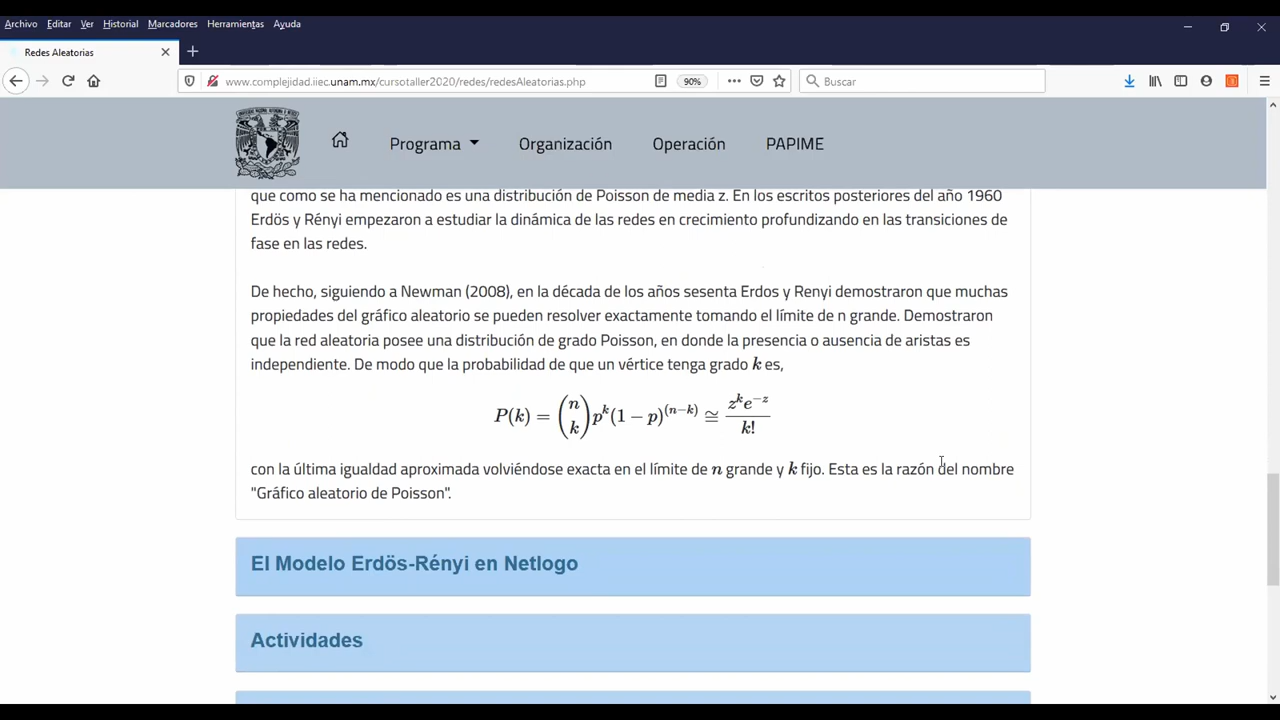 Archivo Editar Ver Historial Marcadores Herramientas Ayuda
Redes Aleatorias
www.complejidad.iiec.unam.mx/cursotaller2020/redes/redesAleatorias.php 90% Buscar
Programa Organización Operación PAPIME
que como se ha mencionado es una distribución de Poisson de media z. En los escritos posteriores del año 1960
Erdös y Rényi empezaron a estudiar la dinámica de las redes en crecimiento profundizando en las transiciones de
fase en las redes.
De hecho, siguiendo a Newman (2008), en la década de los años sesenta Erdos y Renyi demostraron que muchas
propiedades del gráfico aleatorio se pueden resolver exactamente tomando el límite de n grande. Demostraron
que la red aleatoria posee una distribución de grado Poisson, en donde la presencia o ausencia de aristas es
independiente. De modo que la probabilidad de que un vértice tenga grado k es,
P(k) = (n k) p^k (1 − p)^(n−k) ≅ z^k e^−z / k!
con la última igualdad aproximada volviéndose exacta en el límite de n grande y k fijo. Esta es la razón del nombre
"Gráfico aleatorio de Poisson".
El Modelo Erdös-Rényi en Netlogo
Actividades